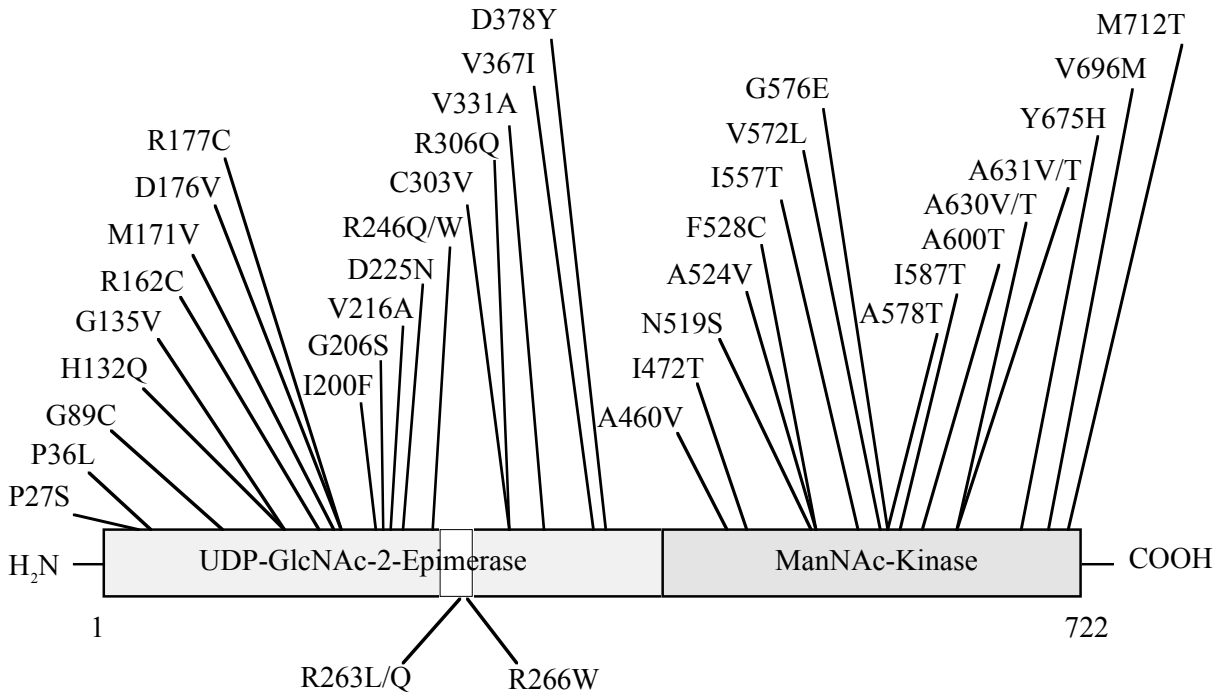 D378Y
V367I
V331A
R306Q
C303V
R246Q/W
D225N
V216A
G206S
I200F
R177C
D176V
M171V
R162C
G135V
H132Q
G89C
P36L
P27S
M712T
V696M
Y675H
A631V/T
A630V/T
A600T
I587T
A578T
G576E
V572L
I557T
F528C
A524V
N519S
I472T
A460V
H₂N
UDP-GlcNAc-2-Epimerase
ManNAc-Kinase
COOH
1
722
R263L/Q
R266W